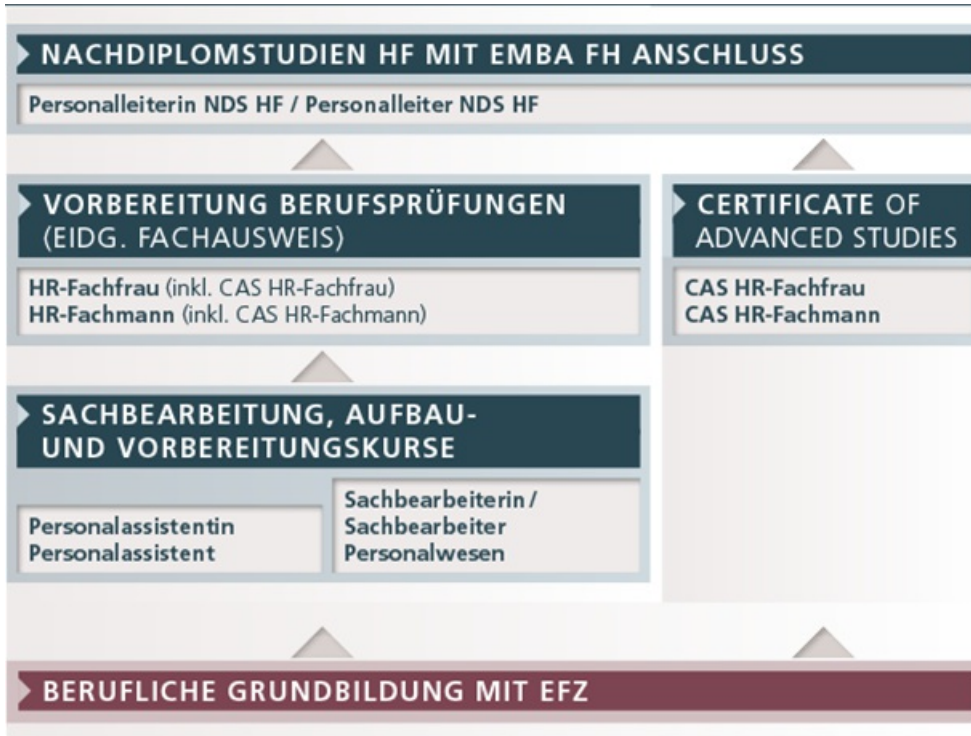 NACHDIPLOMSTUDIEN HF MIT EMBA FH ANSCHLUSS
Personalleiterin NDS HF / Personalleiter NDS HF
VORBEREITUNG BERUFSPRÜFUNGEN
(EIDG. FACHAUSWEIS)
HR-Fachfrau (inkl. CAS HR-Fachfrau)
HR-Fachmann (inkl. CAS HR-Fachmann)
CERTIFICATE OF
ADVANCED STUDIES
CAS HR-Fachfrau
CAS HR-Fachmann
SACHBEARBEITUNG, AUFBAU-
UND VORBEREITUNGSKURSE
Personalassistentin
Personalassistent
Sachbearbeiterin /
Sachbearbeiter
Personalwesen
BERUFLICHE GRUNDBILDUNG MIT EFZ